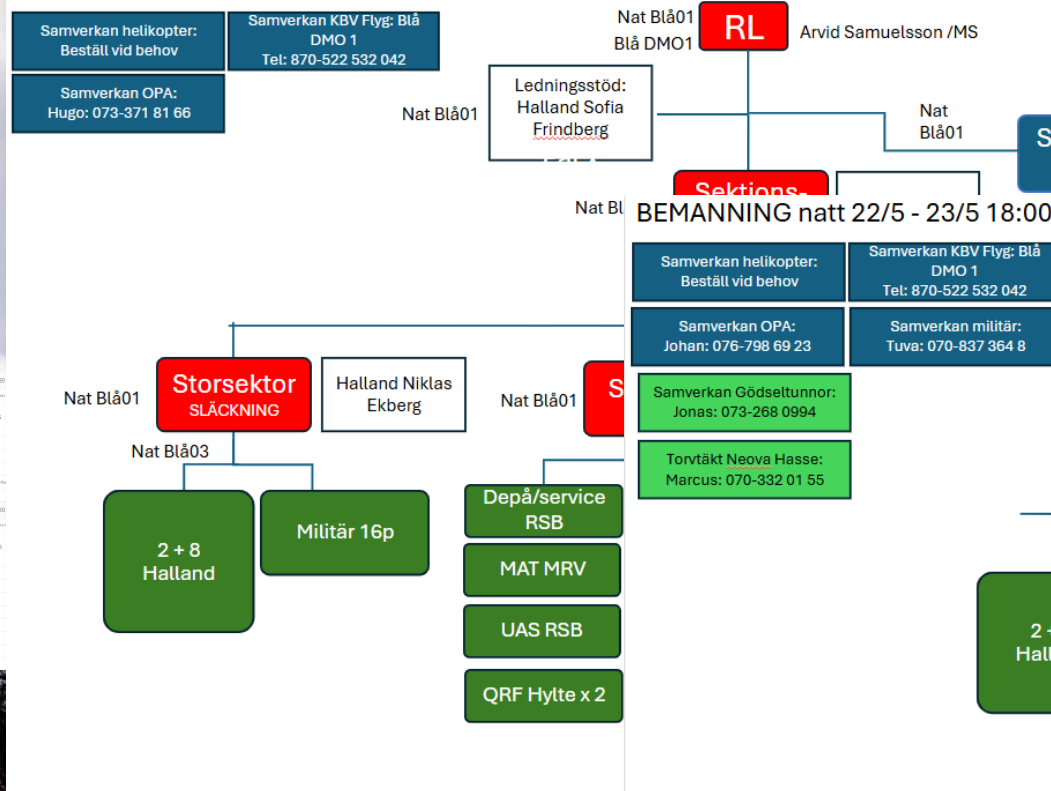 Samverkan helikopter:
Beställ vid behov
Samverkan KBV Flyg: Blå
DMO 1
Tel: 870-522 532 042
Samverkan OPA:
Hugo: 073-371 81 66
Nat Blå01
Blå DMO1
RL
Arvid Samuelsson /MS
Nat Blå01
Ledningsstöd:
Halland Sofia
Frindberg
Nat
Blå01
S
Sektions-
Nat Bl
Storsektor
SLÄCKNING
Nat Blå01
Halland Niklas
Ekberg
Nat Blå01
S
Nat Blå03
2 + 8
Halland
Militär 16p
Depå/service
RSB
MAT MRV
UAS RSB
QRF Hylte x 2
BEMANNING natt 22/5 - 23/5 18:00
Samverkan helikopter:
Beställ vid behov
Samverkan KBV Flyg: Blå
DMO 1
Tel: 870-522 532 042
Samverkan OPA:
Johan: 076-798 69 23
Samverkan militär:
Tuva: 070-837 364 8
Samverkan Gödseltunnor:
Jonas: 073-268 0994
Torvtäkt Neova Hasse:
Marcus: 070-332 01 55
2 +
Hall